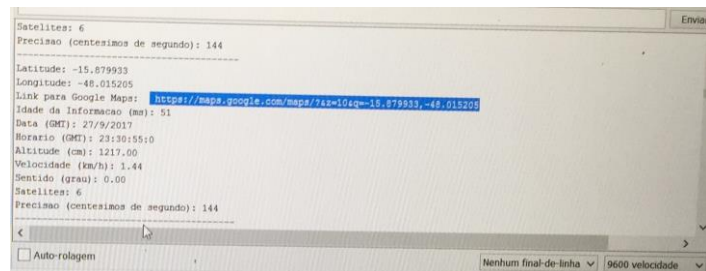 Enviar
Satelites: 6
Precisao (centesimos de segundo): 144
----------------------------------------
Latitude: -15.879933
Longitude: -48.015205
Link para Google Maps: https://maps.google.com/maps/?&z=10&q=-15.879933,-48.015205
Idade da Informacao (ms): 51
Data (GMT): 27/9/2017
Horario (GMT): 23:30:55:0
Altitude (cm): 1217.00
Velocidade (km/h): 1.44
Sentido (grau): 0.00
Satelites: 6
Precisao (centesimos de segundo): 144
----------------------------------------
Auto-rolagem
Nenhum final-de-linha
9600 velocidade